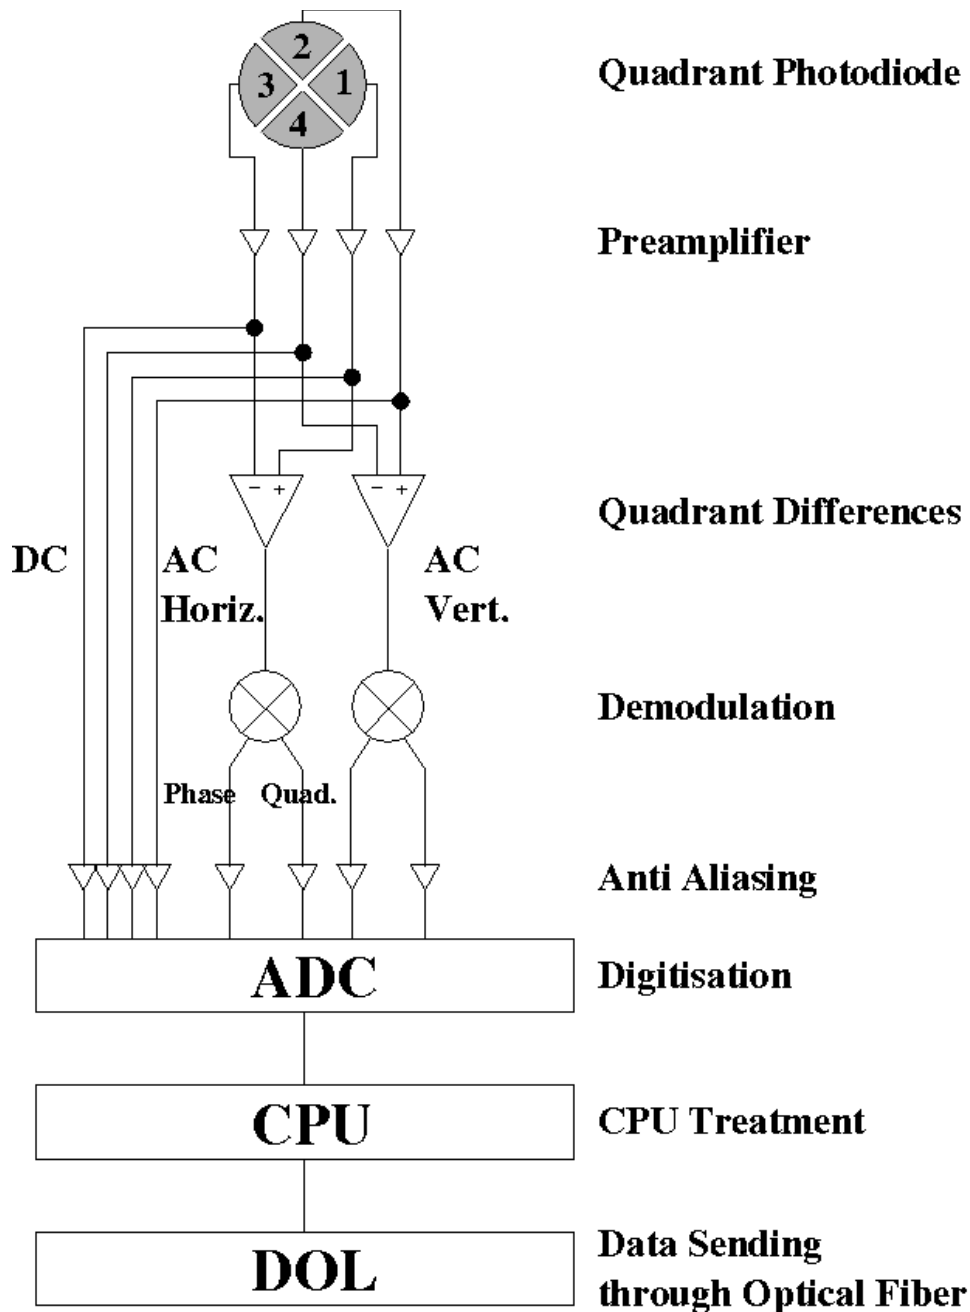 2
3
1
4
Quadrant Photodiode
Preamplifier
− +
− +
Quadrant Differences
DC
AC
Horiz.
AC
Vert.
Demodulation
Phase
Quad.
Anti Aliasing
ADC
Digitisation
CPU
CPU Treatment
DOL
Data Sending
through Optical Fiber